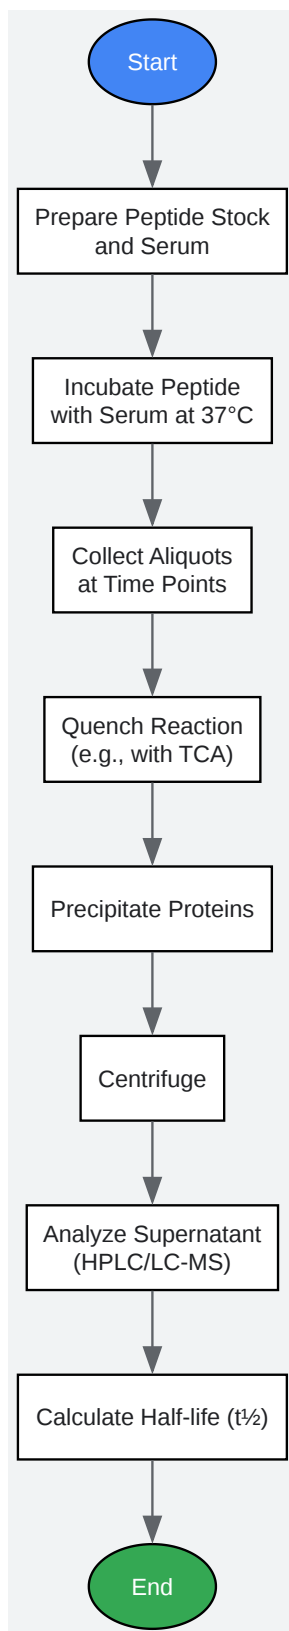 Start
Prepare Peptide Stock
and Serum
Incubate Peptide
with Serum at 37°C
Collect Aliquots
at Time Points
Quench Reaction
(e.g., with TCA)
Precipitate Proteins
Centrifuge
Analyze Supernatant
(HPLC/LC-MS)
Calculate Half-life (t½)
End